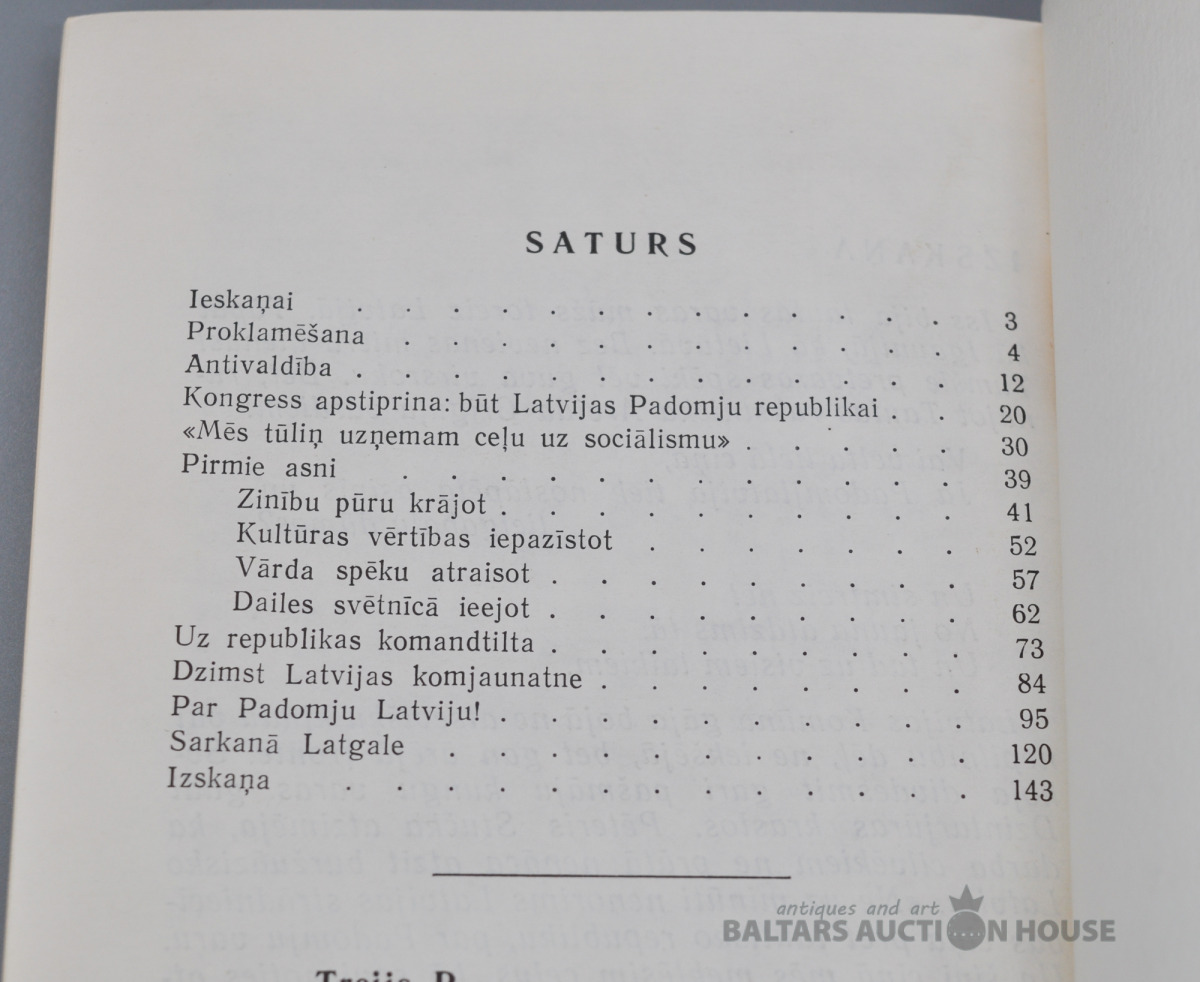 SATURS
Ieskaņai . . . . . . . . . . . . . 3
Proklamēšana . . . . . . . . . . . . 4
Antivaldība . . . . . . . . . . . . . 12
Kongress apstiprina: būt Latvijas Padomju republikai . . 20
«Mēs tūliņ uzņemam ceļu uz sociālismu» . . . . . 30
Pirmie asni . . . . . . . . . . . . 39
Zinību pūru krājot . . . . . . . . . . 41
Kultūras vērtības iepazīstot . . . . . . . 52
Vārda spēku atraisot . . . . . . . . . 57
Dailes svētnīcā ieejot . . . . . . . . . 62
Uz republikas komandtilta . . . . . . . . . 73
Dzimst Latvijas komjaunatne . . . . . . . . 84
Par Padomju Latviju! . . . . . . . . . . 95
Sarkanā Latgale . . . . . . . . . . . 120
Izskaņa . . . . . . . . . . . . . 143
antiques and art
BALTARS AUCTION HOUSE